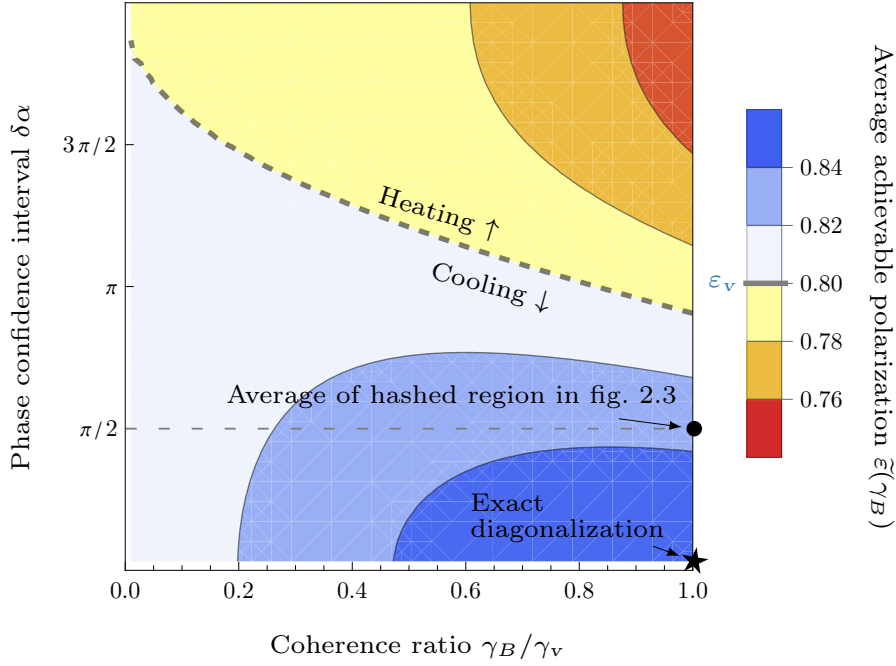 Phase confidence interval δα
3π/2
π
π/2
Heating ↑
Cooling ↓
Average of hashed region in fig. 2.3
Exact
diagonalization
0.0
0.2
0.4
0.6
0.8
1.0
Coherence ratio γ_B/γ_v
ε_v
0.84
0.82
0.80
0.78
0.76
Average achievable polarization ε̃(γ_B)